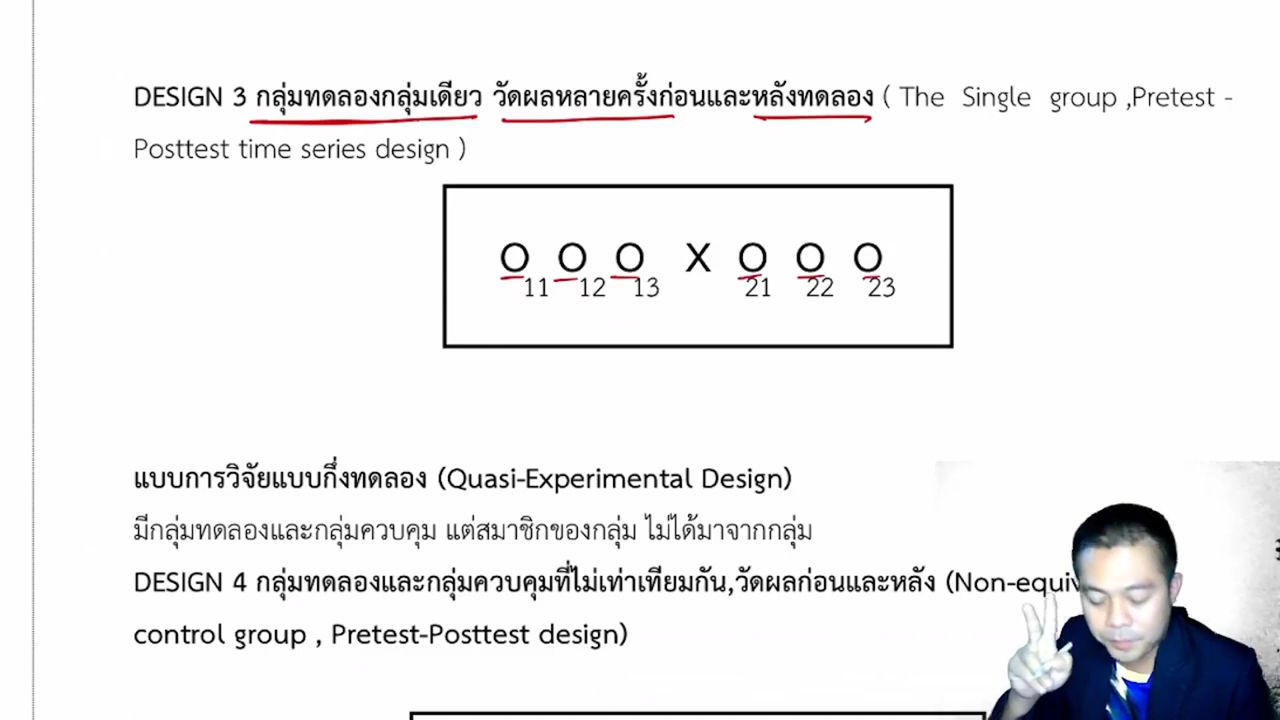 DESIGN 3 กลุ่มทดลองกลุ่มเดียว วัดผลหลายครั้งก่อนและหลังทดลอง ( The Single group ,Pretest -
Posttest time series design )
O O O X O O O
11 12 13 21 22 23
แบบการวิจัยแบบกึ่งทดลอง (Quasi-Experimental Design)
มีกลุ่มทดลองและกลุ่มควบคุม แต่สมาชิกของกลุ่ม ไม่ได้มาจากกลุ่ม
DESIGN 4 กลุ่มทดลองและกลุ่มควบคุมที่ไม่เท่าเทียมกัน,วัดผลก่อนและหลัง
control group , Pretest-Posttest design)